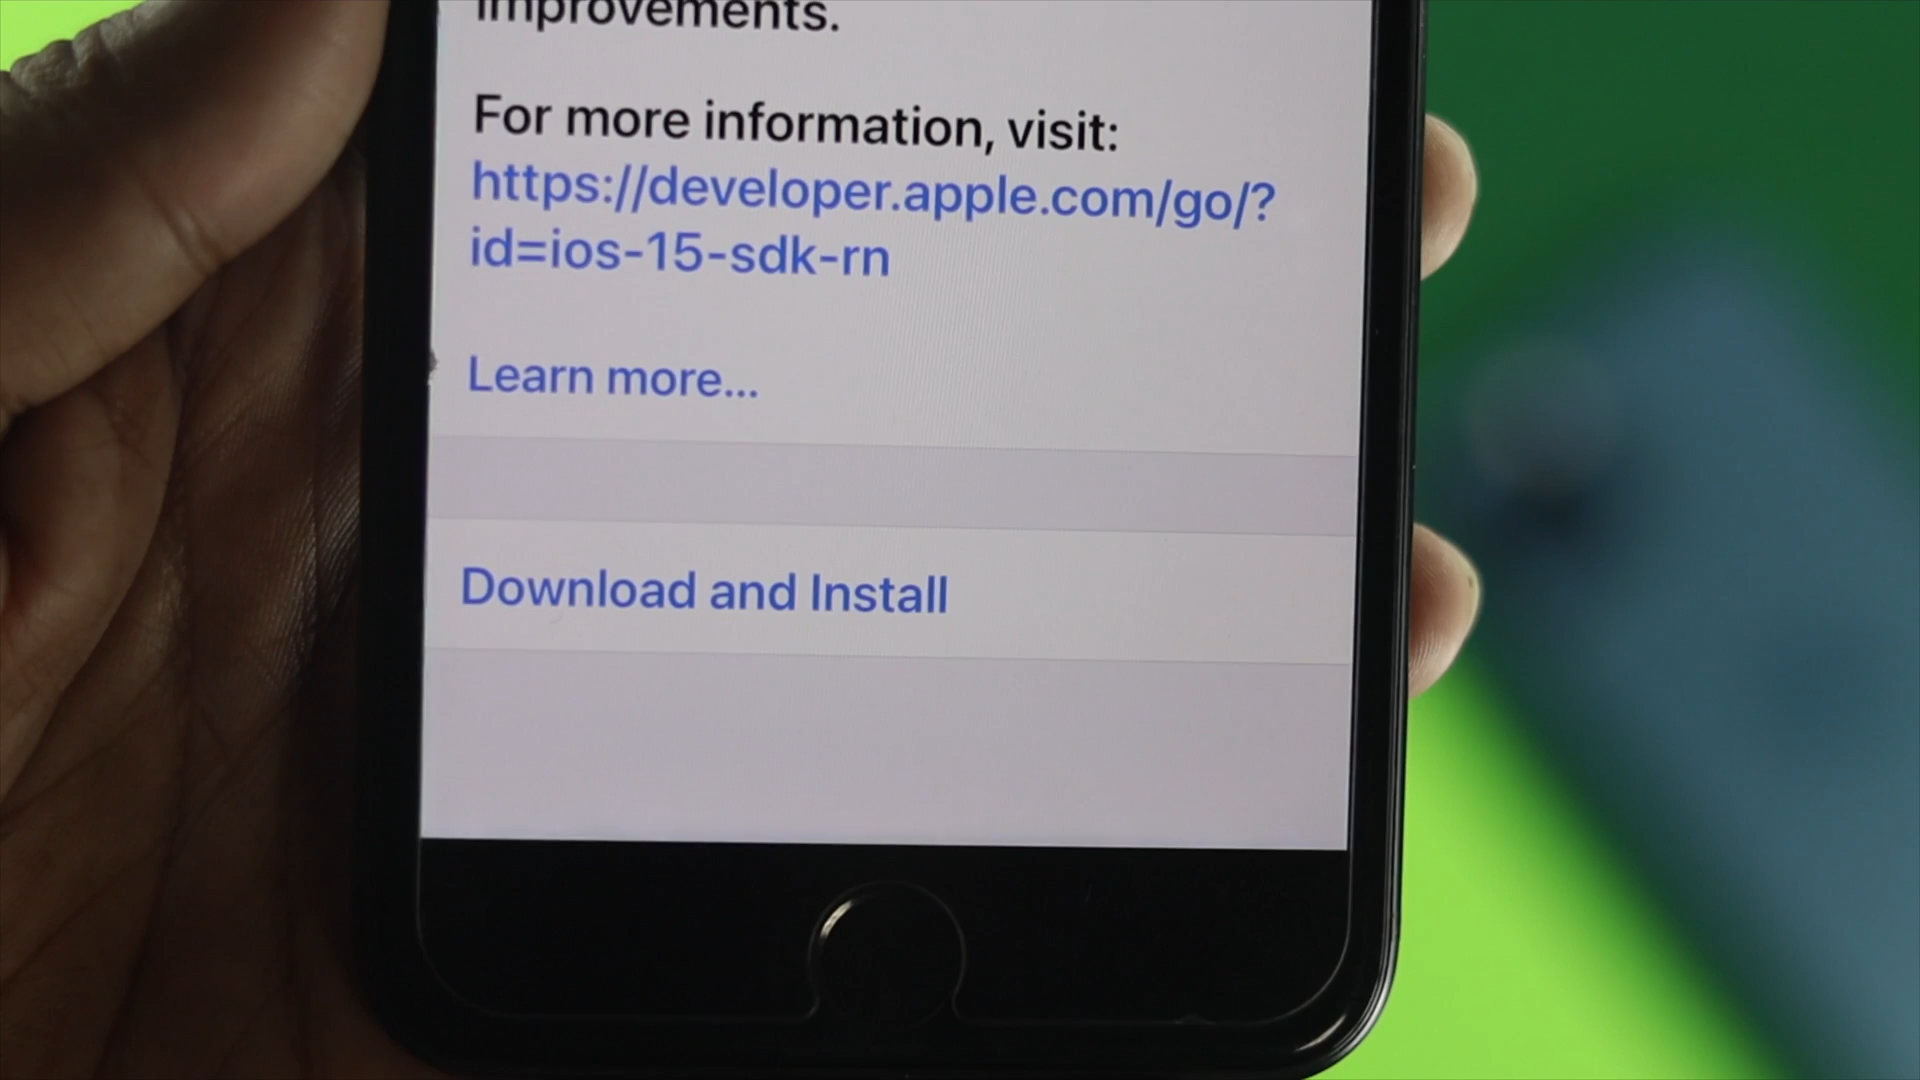 improvements.
For more information, visit:
https://developer.apple.com/go/?
id=ios-15-sdk-rn
Learn more...
Download and Install